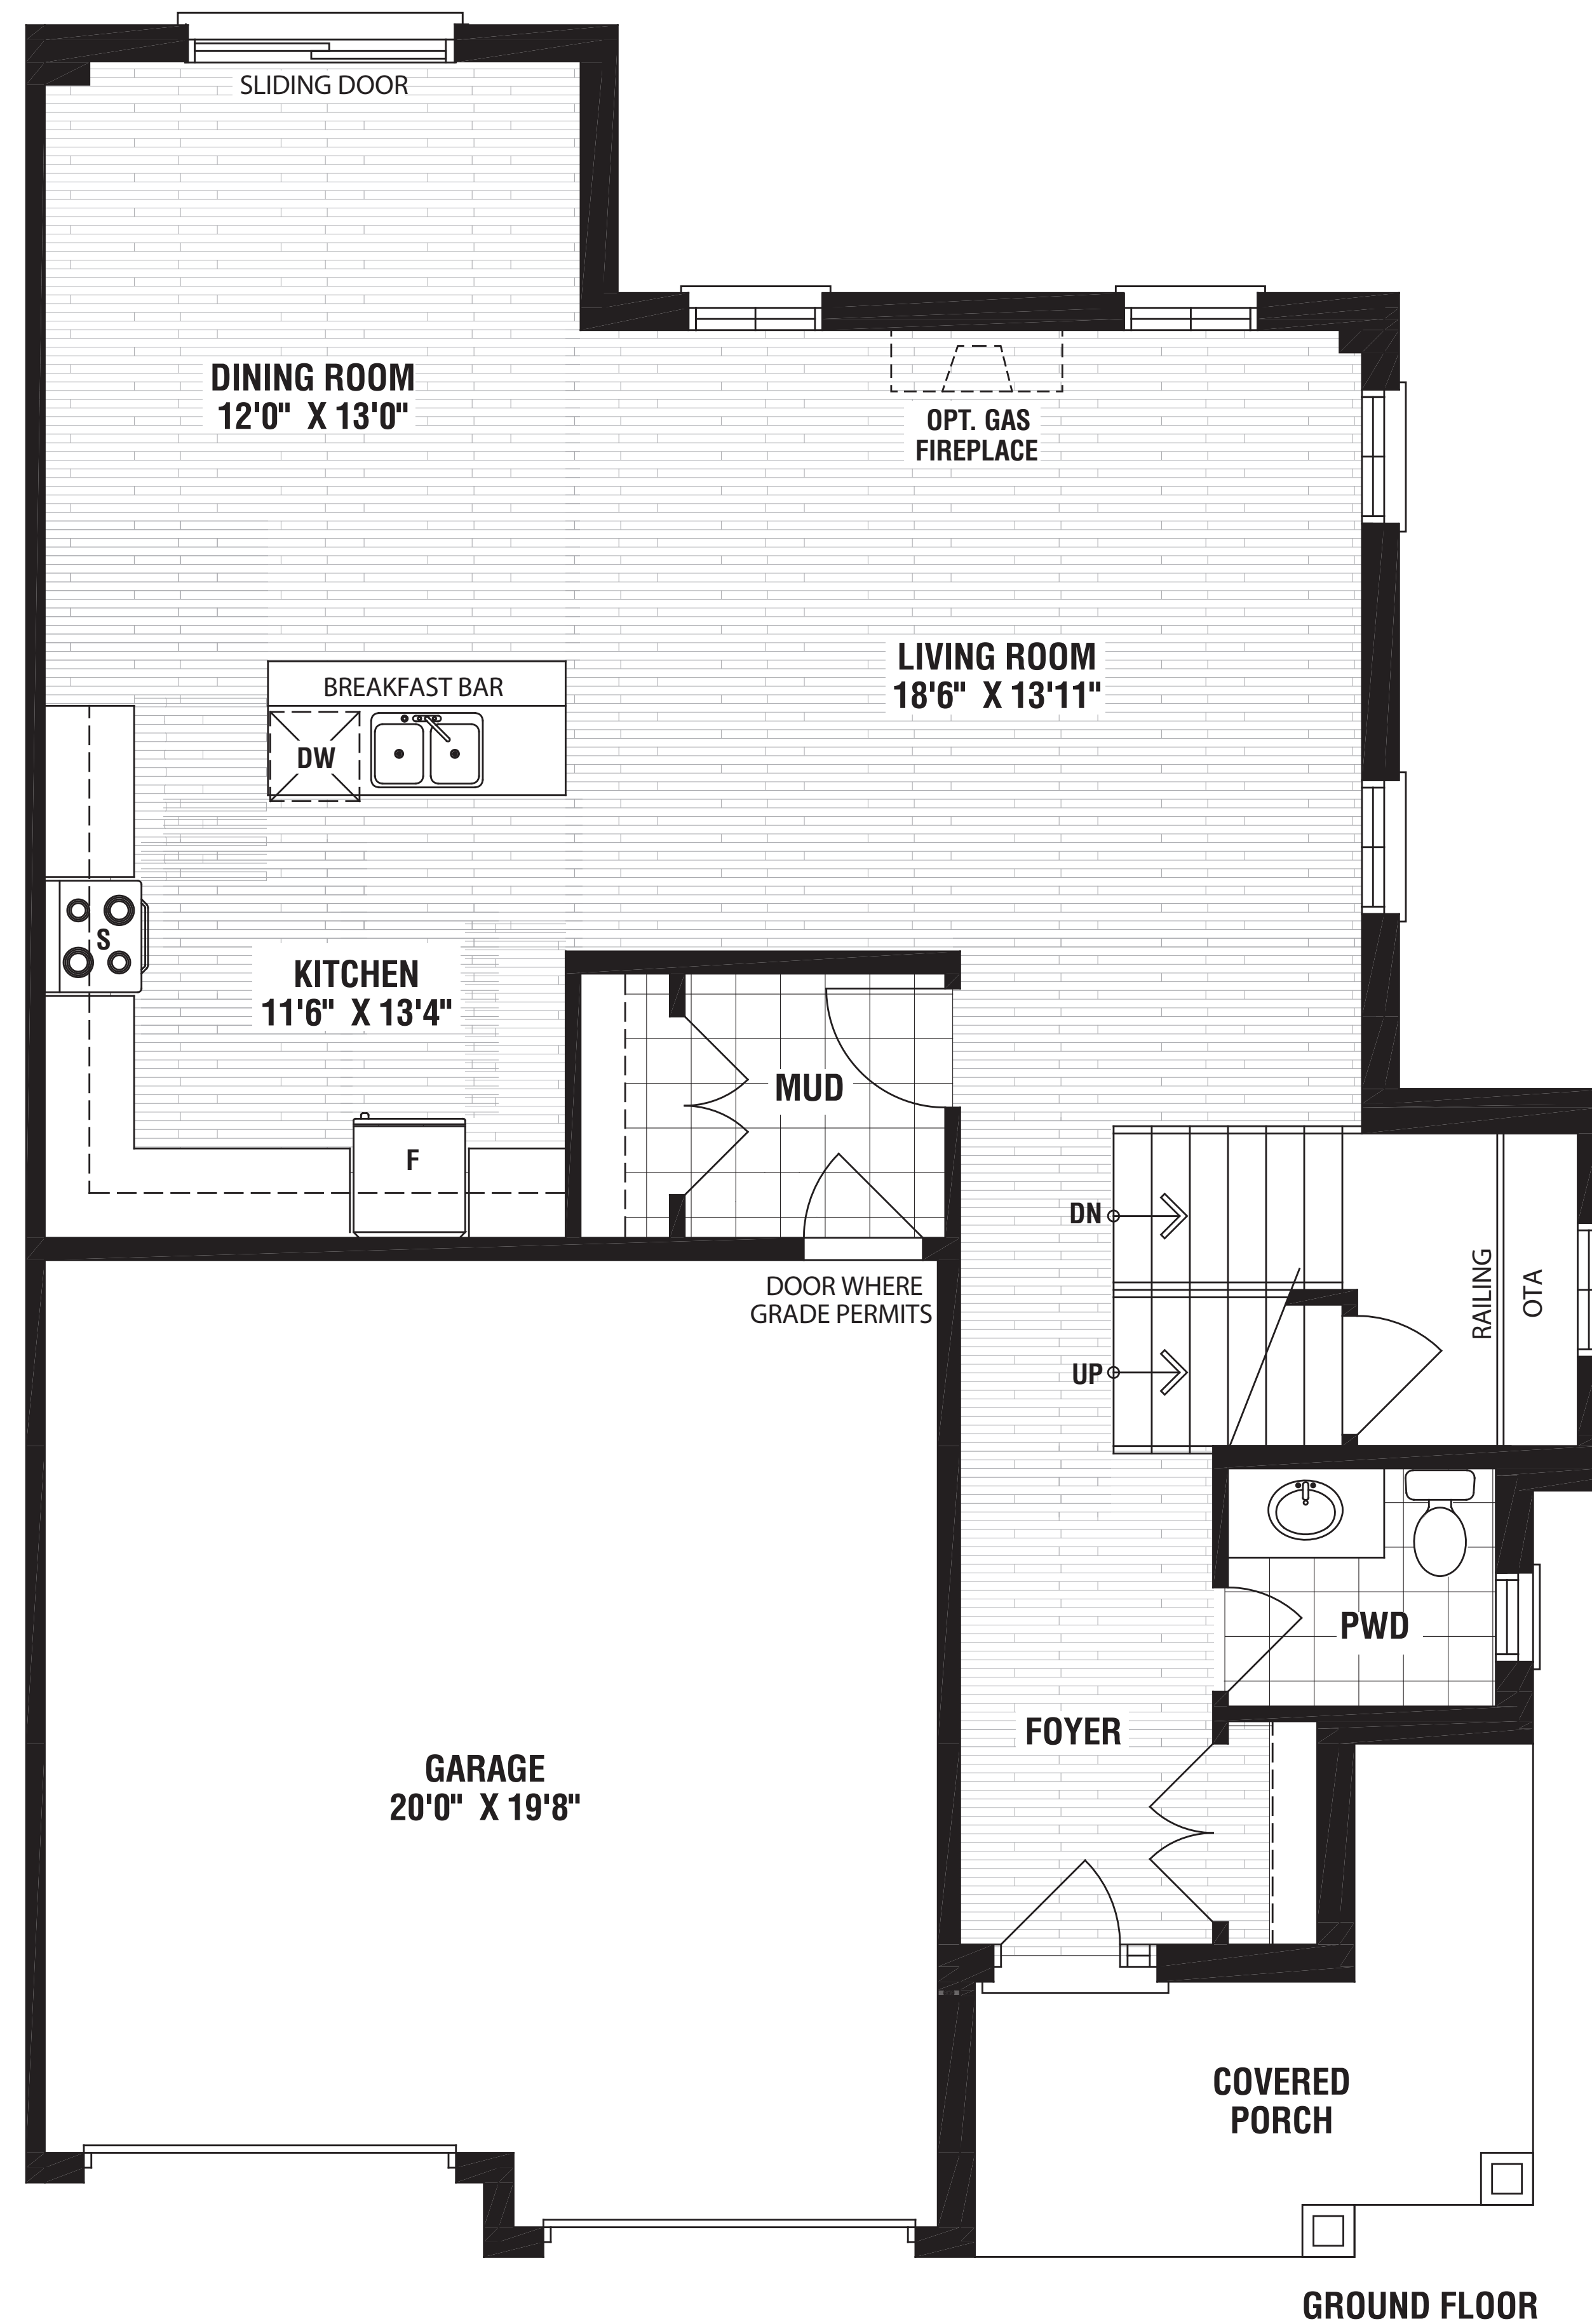 SLIDING DOOR
DINING ROOM
12'0" X 13'0"
OPT. GAS
FIREPLACE
LIVING ROOM
18'6" X 13'11"
BREAKFAST BAR
DW
S
KITCHEN
11'6" X 13'4"
MUD
F
DN
DOOR WHERE
GRADE PERMITS
RAILING
OTA
UP
PWD
FOYER
GARAGE
20'0" X 19'8"
COVERED
PORCH
GROUND FLOOR